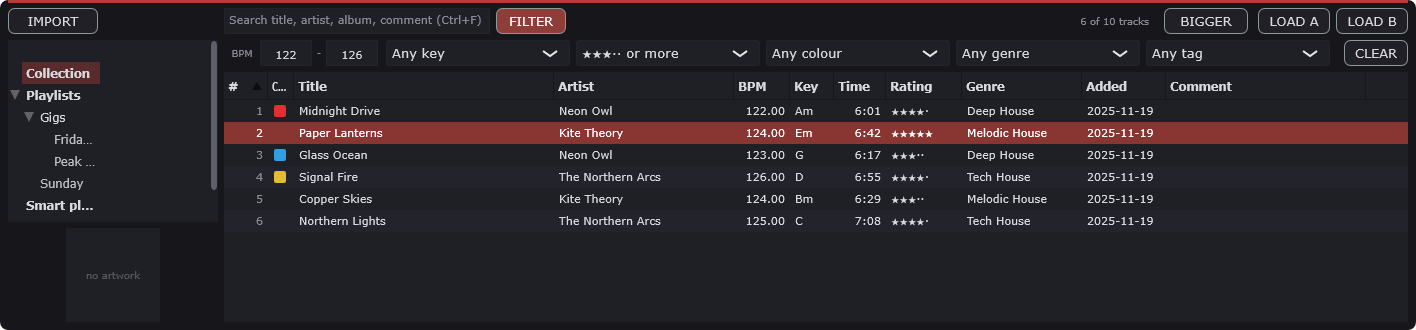 IMPORT Search title, artist, album, comment (Ctrl+F) FILTER 6 of 10 tracks BIGGER LOAD A LOAD B
BPM 122 - 126 Any key ★★★·· or more Any colour Any genre Any tag CLEAR
Collection
Playlists
Gigs
Frida...
Peak ...
Sunday
Smart pl...
no artwork
# C... Title Artist BPM Key Time Rating Genre Added Comment
1 Midnight Drive Neon Owl 122.00 Am 6:01 ★★★★· Deep House 2025-11-19
2 Paper Lanterns Kite Theory 124.00 Em 6:42 ★★★★★ Melodic House 2025-11-19
3 Glass Ocean Neon Owl 123.00 G 6:17 ★★★·· Deep House 2025-11-19
4 Signal Fire The Northern Arcs 126.00 D 6:55 ★★★★· Tech House 2025-11-19
5 Copper Skies Kite Theory 124.00 Bm 6:29 ★★★·· Melodic House 2025-11-19
6 Northern Lights The Northern Arcs 125.00 C 7:08 ★★★★· Tech House 2025-11-19